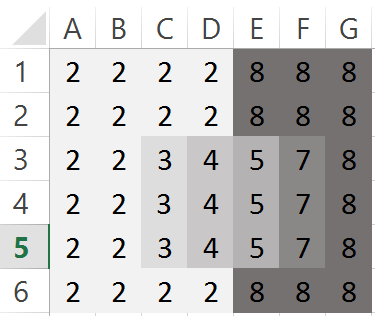 A B C D E F G
1 2 2 2 2 8 8 8
2 2 2 2 2 8 8 8
3 2 2 3 4 5 7 8
4 2 2 3 4 5 7 8
5 2 2 3 4 5 7 8
6 2 2 2 2 8 8 8